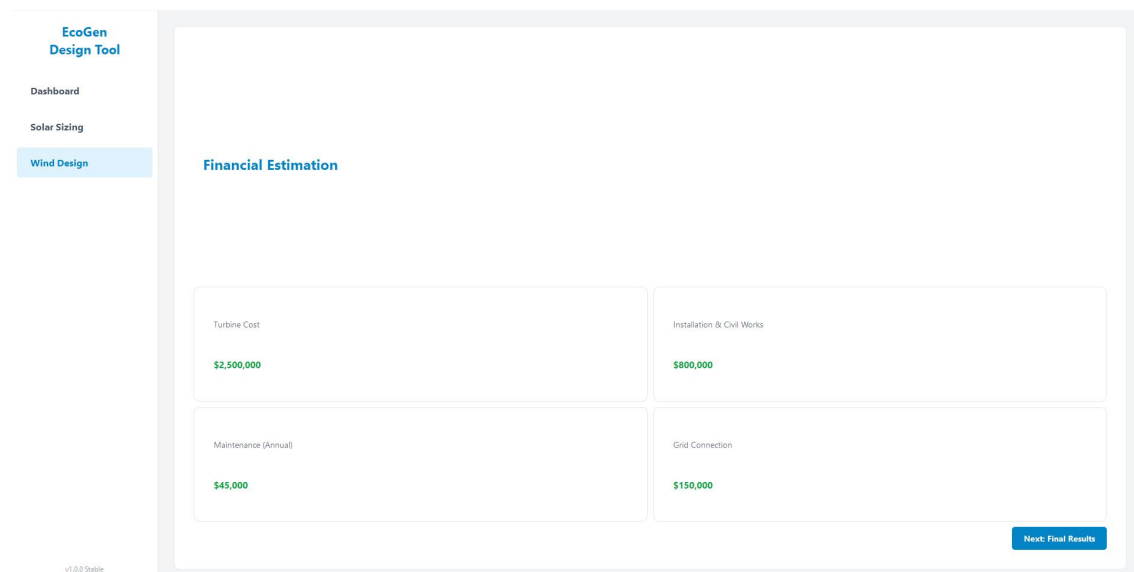 EcoGen
Design Tool
Dashboard
Solar Sizing
Wind Design
v1.0.0 Stable
Financial Estimation
Turbine Cost
$2,500,000
Installation & Civil Works
$800,000
Maintenance (Annual)
$45,000
Grid Connection
$150,000
Next: Final Results